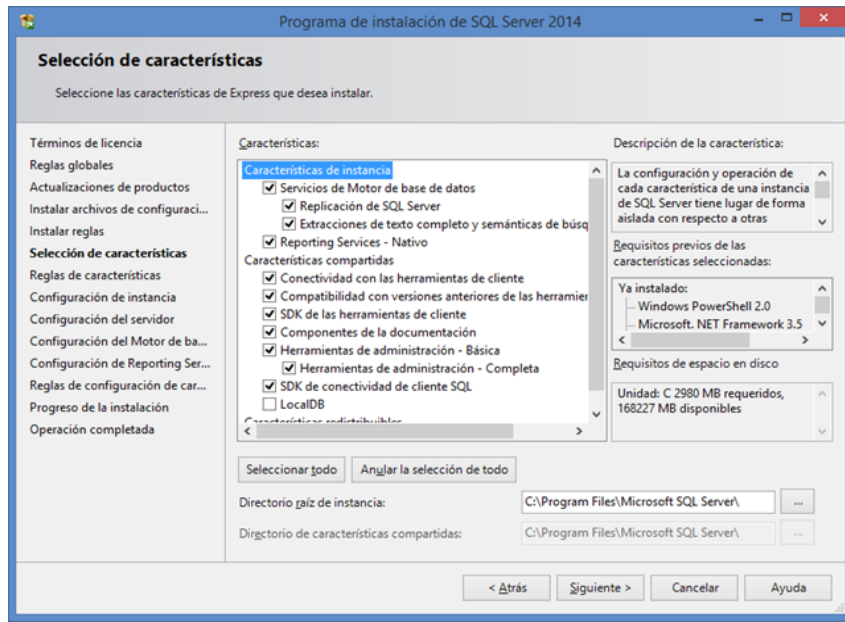 Programa de instalación de SQL Server 2014
Selección de características
Seleccione las características de Express que desea instalar.
Términos de licencia
Reglas globales
Actualizaciones de productos
Instalar archivos de configuraci...
Instalar reglas
Selección de características
Reglas de características
Configuración de instancia
Configuración del servidor
Configuración del Motor de ba...
Configuración de Reporting Ser...
Reglas de configuración de car...
Progreso de la instalación
Operación completada
Características:
Características de instancia
Servicios de Motor de base de datos
Replicación de SQL Server
Extracciones de texto completo y semánticas de búsq
Reporting Services - Nativo
Características compartidas
Conectividad con las herramientas de cliente
Compatibilidad con versiones anteriores de las herramier
SDK de las herramientas de cliente
Componentes de la documentación
Herramientas de administración - Básica
Herramientas de administración - Completa
SDK de conectividad de cliente SQL
LocalDB
Características redistribuibles
Descripción de la característica:
La configuración y operación de
cada característica de una instancia
de SQL Server tiene lugar de forma
aislada con respecto a otras
Requisitos previos de las
características seleccionadas:
Ya instalado:
Windows PowerShell 2.0
Microsoft. NET Framework 3.5
Requisitos de espacio en disco
Unidad: C 2980 MB requeridos,
168227 MB disponibles
Seleccionar todo
Anular la selección de todo
Directorio raíz de instancia:
C:\Program Files\Microsoft SQL Server\
...
Directorio de características compartidas:
C:\Program Files\Microsoft SQL Server\
...
< Atrás
Siguiente >
Cancelar
Ayuda